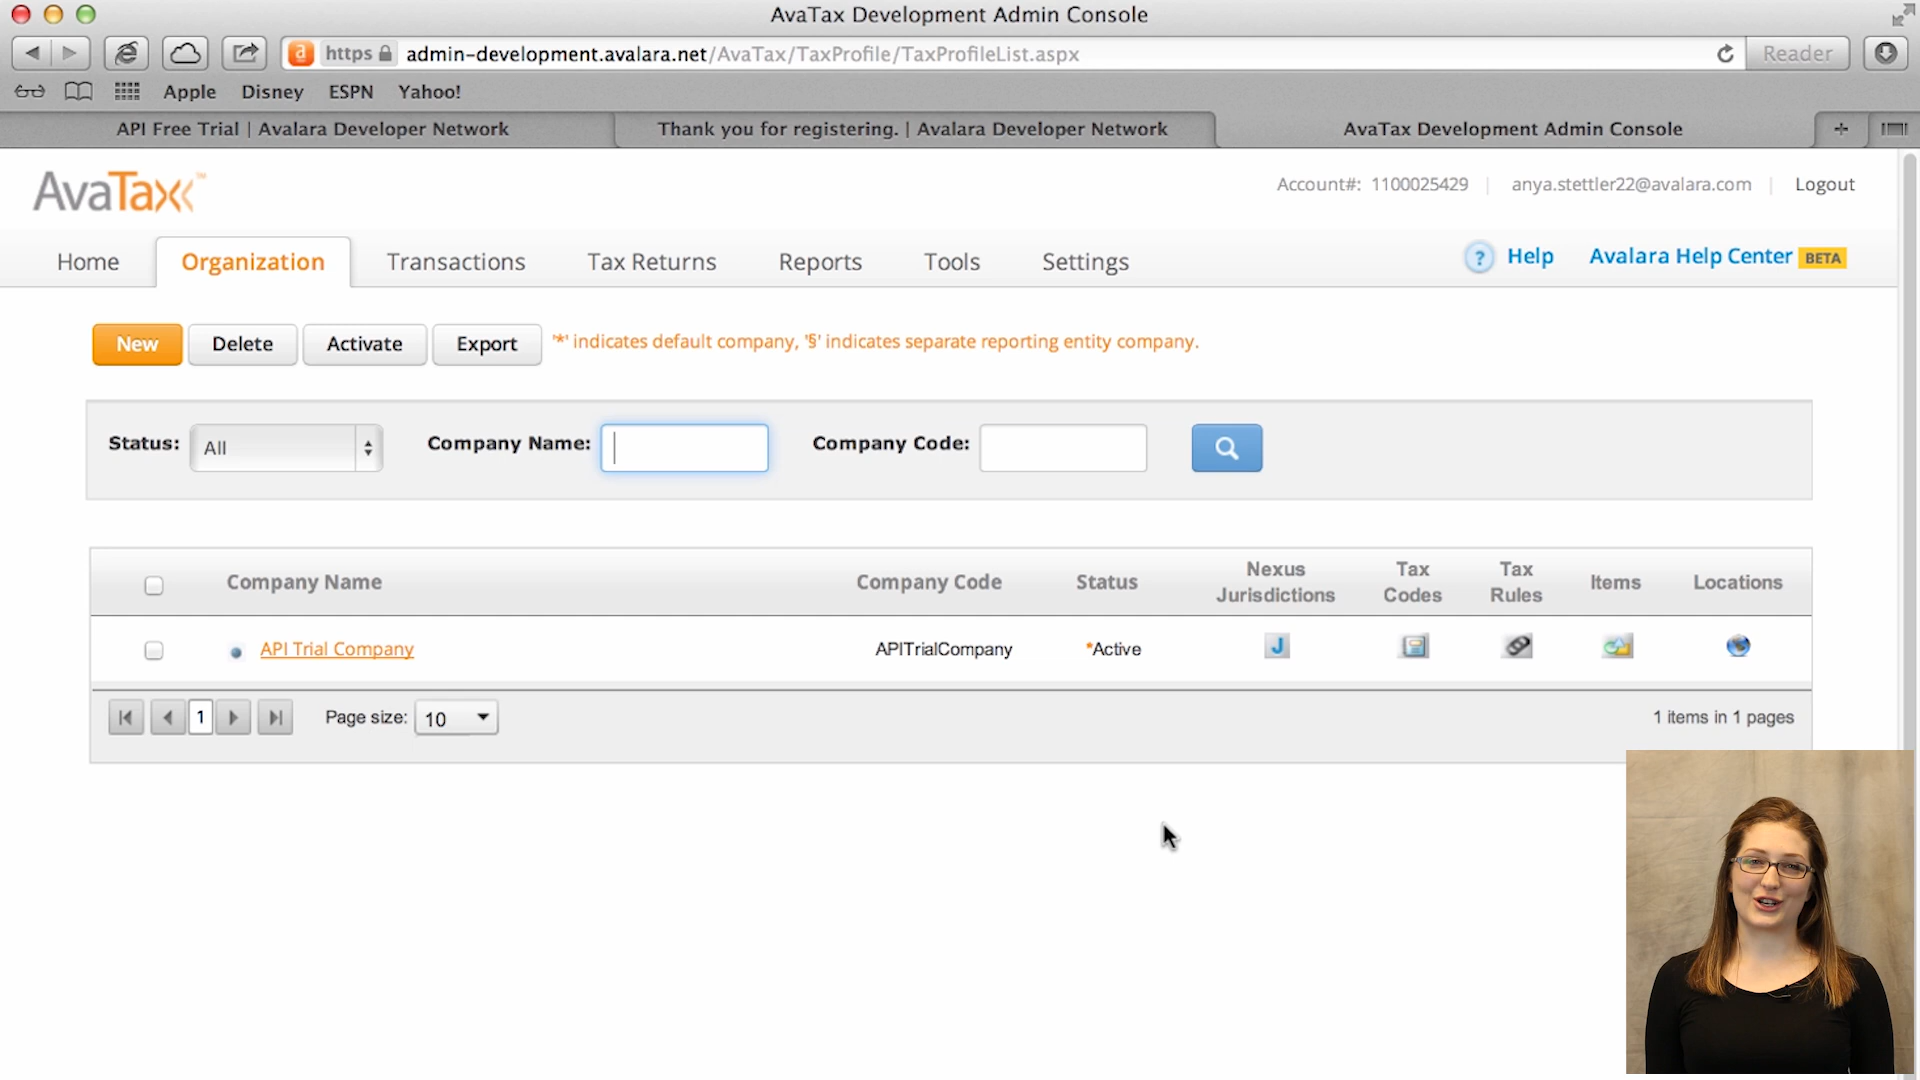 AvaTax Development Admin Console
https admin-development.avalara.net/AvaTax/TaxProfile/TaxProfileList.aspx Reader
Apple Disney ESPN Yahoo!
API Free Trial | Avalara Developer Network Thank you for registering. | Avalara Developer Network AvaTax Development Admin Console
AvaTax™ Account#: 1100025429 | anya.stettler22@avalara.com | Logout
Home Organization Transactions Tax Returns Reports Tools Settings ? Help Avalara Help Center BETA
New Delete Activate Export '*' indicates default company, '§' indicates separate reporting entity company.
Status: All Company Name: Company Code:
Company Name Company Code Status Nexus Jurisdictions Tax Codes Tax Rules Items Locations
API Trial Company APITrialCompany *Active J
1 Page size: 10 1 items in 1 pages